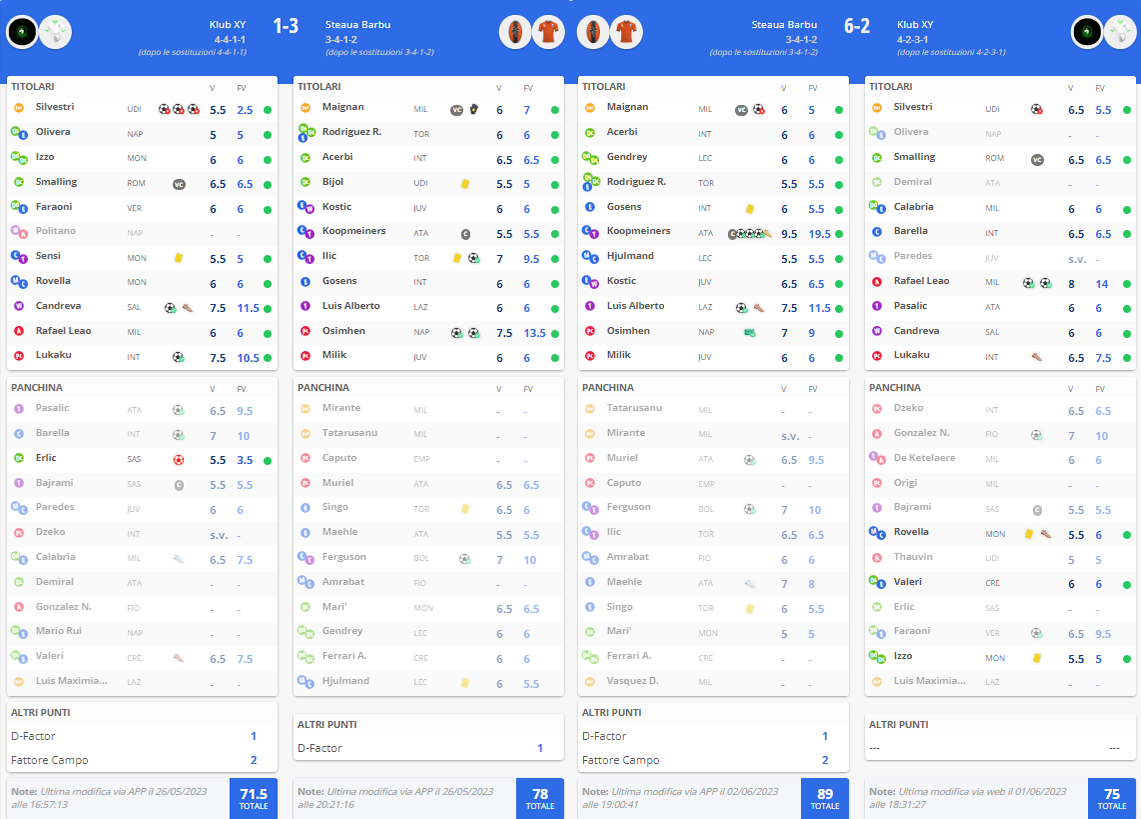 Klub XY
4-4-1-1
(dopo le sostituzioni 4-4-1-1)
1-3
Steaua Barbu
3-4-1-2
(dopo le sostituzioni 3-4-1-2)
Steaua Barbu
3-4-1-2
(dopo le sostituzioni 3-4-1-2)
6-2
Klub XY
4-2-3-1
(dopo le sostituzioni 4-2-3-1)
TITOLARI V FV
Silvestri UDI 5.5 2.5
Olivera NAP 5 5
Izzo MON 6 6
Smalling ROM VC 6.5 6.5
Faraoni VER 6 6
Politano NAP - -
Sensi MON 5.5 5
Rovella MON 6 6
Candreva SAL 7.5 11.5
Rafael Leao MIL 6 6
Lukaku INT 7.5 10.5
PANCHINA V FV
Pasalic ATA 6.5 9.5
Barella INT 7 10
Erlic SAS 5.5 3.5
Bajrami SAS C 5.5 5.5
Paredes JUV 6 6
Dzeko INT s.v. -
Calabria MIL 6.5 7.5
Demiral ATA - -
Gonzalez N. FIO - -
Mario Rui NAP - -
Valeri CRE 6.5 7.5
Luis Maximia... LAZ - -
ALTRI PUNTI
D-Factor 1
Fattore Campo 2
Note: Ultima modifica via APP il 26/05/2023
alle 16:57:13
71.5
TOTALE
TITOLARI V FV
Maignan MIL VC 6 7
Rodriguez R. TOR 6 6
Acerbi INT 6.5 6.5
Bijol UDI 5.5 5
Kostic JUV 6 6
Koopmeiners ATA C 5.5 5.5
Ilic TOR 7 9.5
Gosens INT 6 6
Luis Alberto LAZ 6 6
Osimhen NAP 7.5 13.5
Milik JUV 6 6
PANCHINA V FV
Mirante MIL - -
Tatarusanu MIL - -
Caputo EMP - -
Muriel ATA 6.5 6.5
Singo TOR 6.5 6
Maehle ATA 5.5 5.5
Ferguson BOL 7 10
Amrabat FIO - -
Mari' MON 6.5 6.5
Gendrey LEC 6 6
Ferrari A. CRE 6 6
Hjulmand LEC 6 5.5
ALTRI PUNTI
D-Factor 1
Note: Ultima modifica via APP il 26/05/2023
alle 20:21:16
78
TOTALE
TITOLARI V FV
Maignan MIL VC 6 5
Acerbi INT 6 6
Gendrey LEC 6 6
Rodriguez R. TOR 5.5 5.5
Gosens INT 6 5.5
Koopmeiners ATA C 9.5 19.5
Hjulmand LEC 5.5 5.5
Kostic JUV 6.5 6.5
Luis Alberto LAZ 7.5 11.5
Osimhen NAP 7 9
Milik JUV 6 6
PANCHINA V FV
Tatarusanu MIL - -
Mirante MIL s.v. -
Muriel ATA 6.5 9.5
Caputo EMP - -
Ferguson BOL 7 10
Ilic TOR 6.5 6.5
Amrabat FIO 6 6
Maehle ATA 7 8
Singo TOR 6 5.5
Mari' MON 5 5
Ferrari A. CRE - -
Vasquez D. MIL - -
ALTRI PUNTI
D-Factor 1
Fattore Campo 2
Note: Ultima modifica via APP il 02/06/2023
alle 19:00:41
89
TOTALE
TITOLARI V FV
Silvestri UDI 6.5 5.5
Olivera NAP - -
Smalling ROM VC 6.5 6.5
Demiral ATA - -
Calabria MIL 6 6
Barella INT 6.5 6.5
Paredes JUV s.v. -
Rafael Leao MIL 8 14
Pasalic ATA 6 6
Candreva SAL 6 6
Lukaku INT 6.5 7.5
PANCHINA V FV
Dzeko INT 6.5 6.5
Gonzalez N. FIO 7 10
De Ketelaere MIL 6 6
Origi MIL - -
Bajrami SAS C 5.5 5.5
Rovella MON 5.5 6
Thauvin UDI 5 5
Valeri CRE 6 6
Erlic SAS - -
Faraoni VER 6.5 9.5
Izzo MON 5.5 5
Luis Maximia... LAZ - -
ALTRI PUNTI
--- ---
Note: Ultima modifica via web il 01/06/2023
alle 18:31:27
75
TOTALE